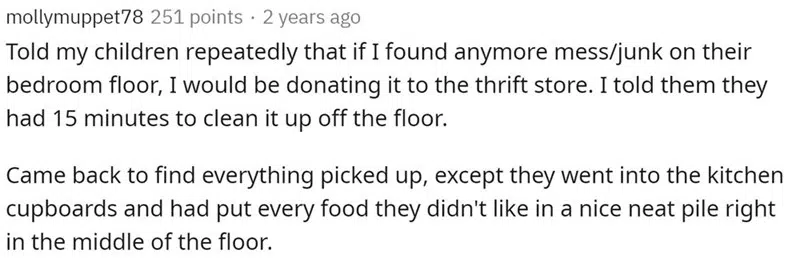 mollymuppet78 251 points · 2 years ago
Told my children repeatedly that if I found anymore mess/junk on their
bedroom floor, I would be donating it to the thrift store. I told them they
had 15 minutes to clean it up off the floor.
Came back to find everything picked up, except they went into the kitchen
cupboards and had put every food they didn't like in a nice neat pile right
in the middle of the floor.